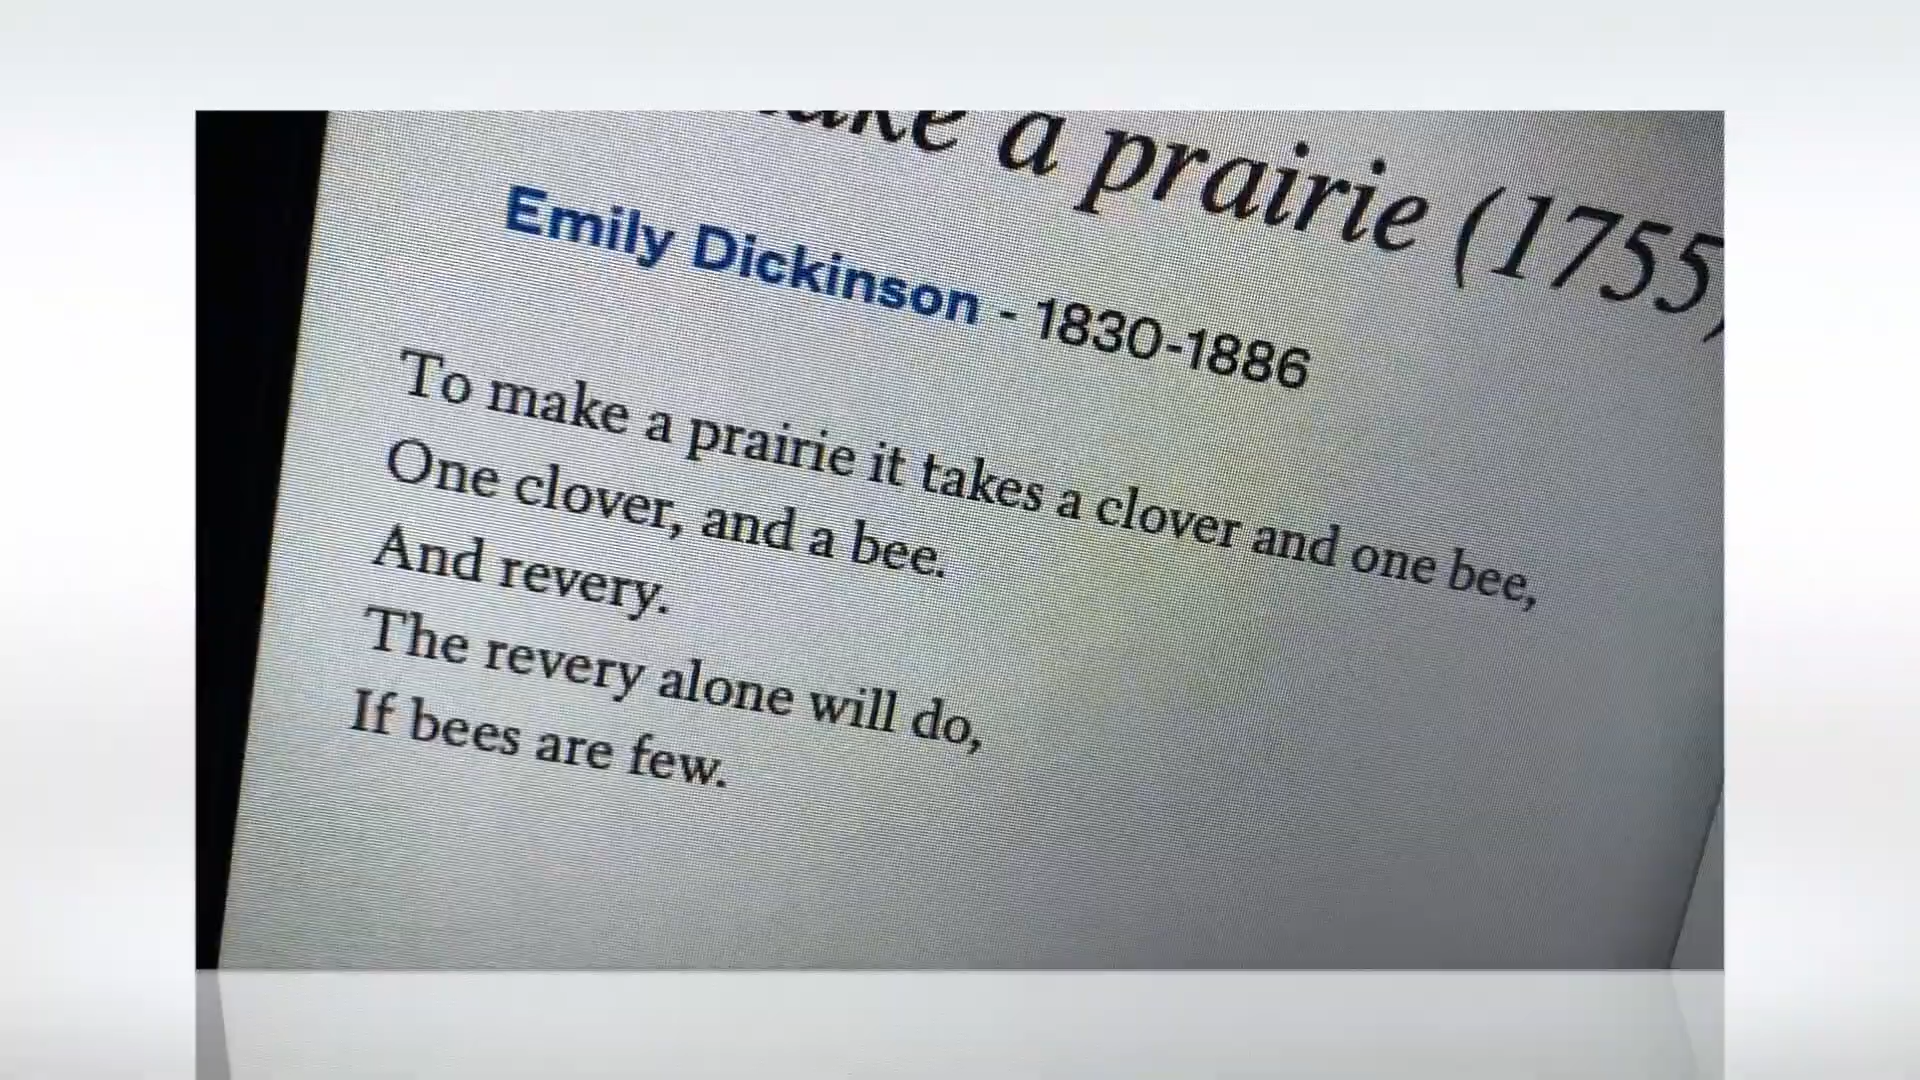 a prairie (1755)
Emily Dickinson - 1830-1886
To make a prairie it takes a clover and one bee,
One clover, and a bee.
And revery.
The revery alone will do,
If bees are few.